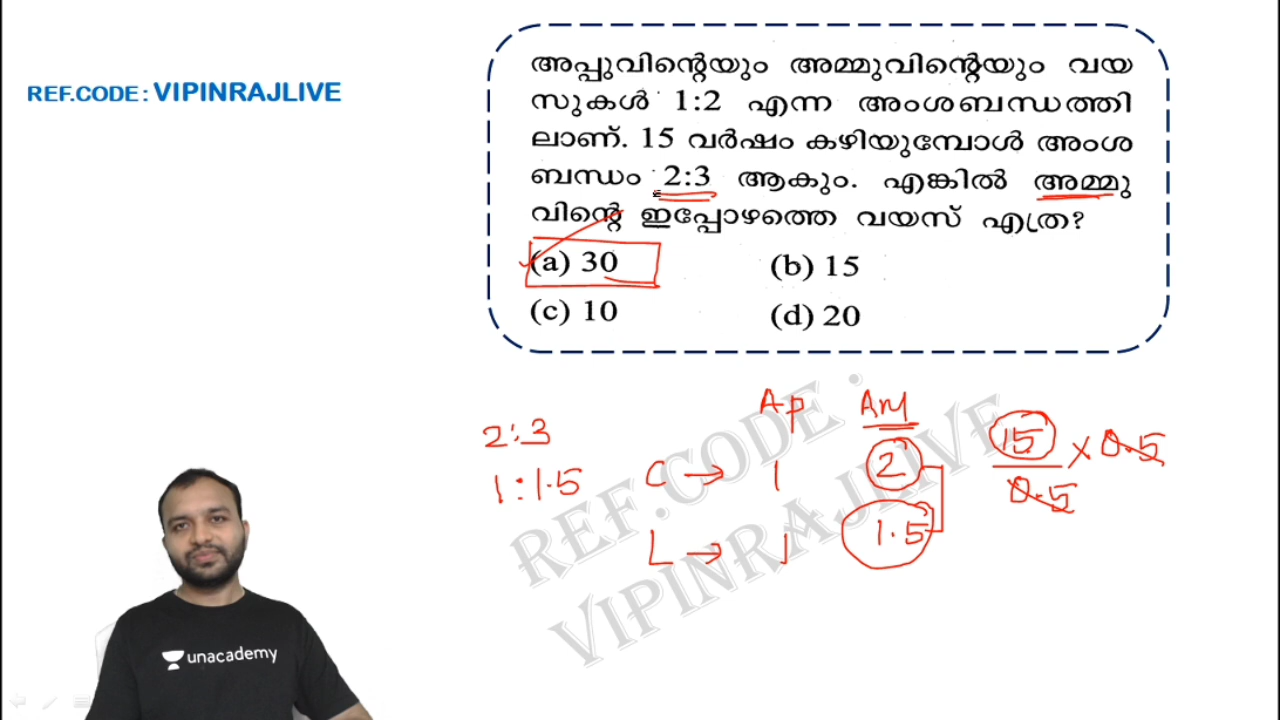 REF.CODE : VIPINRAJLIVE
അപ്പുവിന്റെയും അമ്മുവിന്റെയും വയ
സുകൾ 1:2 എന്ന അംശബന്ധത്തി
ലാണ്. 15 വർഷം കഴിയുമ്പോൾ അംശ
ബന്ധം 2:3 ആകും. എങ്കിൽ അമ്മു
വിന്റെ ഇപ്പോഴത്തെ വയസ് എത്ര?
(a) 30 (b) 15
(c) 10 (d) 20
Ap Am
2:3
1:1.5
C → 1 2
L → 1 1.5
15 × 0.5
0.5
REF.CODE :
VIPINRAJLIVE
unacademy